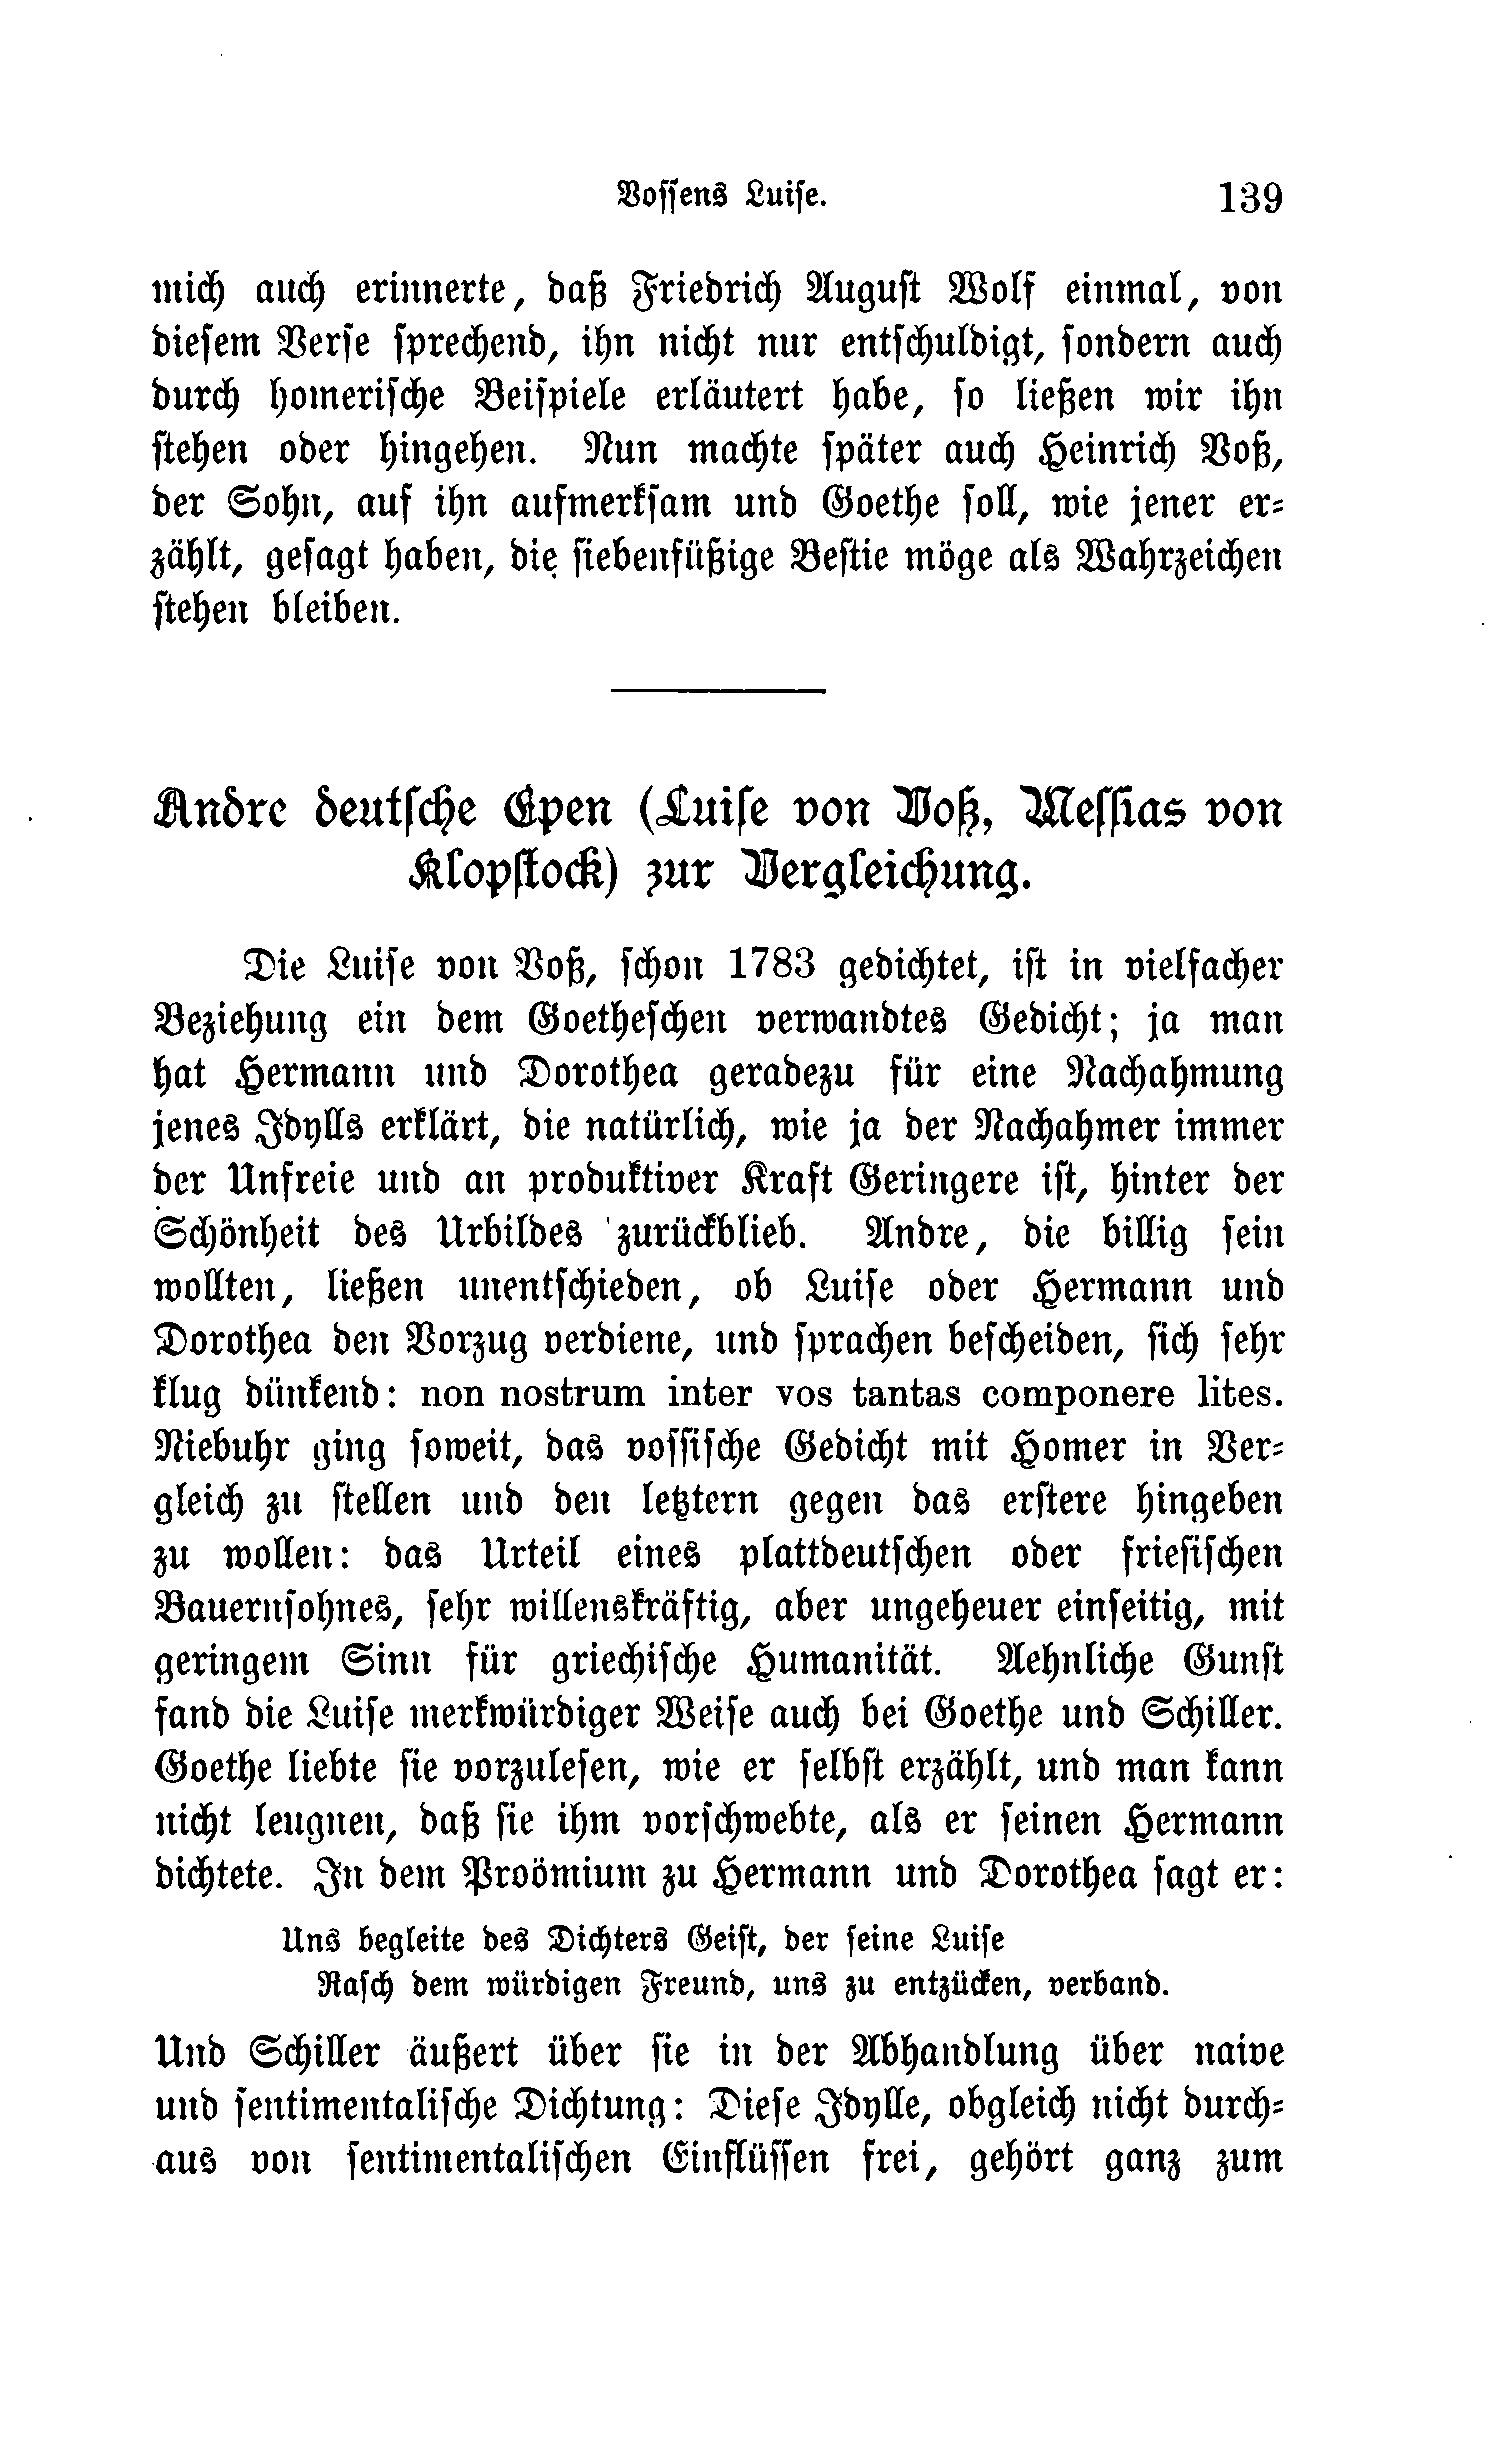 Vossens Luise. 139
mich auch erinnerte, daß Friedrich August Wolf einmal, von
diesem Verse sprechend, ihn nicht nur entschuldigt, sondern auch
durch homerische Beispiele erläutert habe, so ließen wir ihn
stehen oder hingehen. Nun machte später auch Heinrich Voß,
der Sohn, auf ihn aufmerksam und Goethe soll, wie jener er-
zählt, gesagt haben, die siebenfüßige Bestie möge als Wahrzeichen
stehen bleiben.
Andre deutsche Epen (Luise von Voß, Messias von
Klopstock) zur Vergleichung.
Die Luise von Voß, schon 1783 gedichtet, ist in vielfacher
Beziehung ein dem Goetheschen verwandtes Gedicht; ja man
hat Hermann und Dorothea geradezu für eine Nachahmung
jenes Idylls erklärt, die natürlich, wie ja der Nachahmer immer
der Unfreie und an produktiver Kraft Geringere ist, hinter der
Schönheit des Urbildes zurückblieb. Andre, die billig sein
wollten, ließen unentschieden, ob Luise oder Hermann und
Dorothea den Vorzug verdiene, und sprachen bescheiden, sich sehr
klug dünkend: non nostrum inter vos tantas componere lites.
Niebuhr ging soweit, das vossische Gedicht mit Homer in Ver-
gleich zu stellen und den letztern gegen das erstere hingeben
zu wollen: das Urteil eines plattdeutschen oder friesischen
Bauernsohnes, sehr willenskräftig, aber ungeheuer einseitig, mit
geringem Sinn für griechische Humanität. Aehnliche Gunst
fand die Luise merkwürdiger Weise auch bei Goethe und Schiller.
Goethe liebte sie vorzulesen, wie er selbst erzählt, und man kann
nicht leugnen, daß sie ihm vorschwebte, als er seinen Hermann
dichtete. In dem Proömium zu Hermann und Dorothea sagt er:
Uns begleite des Dichters Geist, der seine Luise
Rasch dem würdigen Freund, uns zu entzücken, verband.
Und Schiller äußert über sie in der Abhandlung über naive
und sentimentalische Dichtung: Diese Idylle, obgleich nicht durch-
aus von sentimentalischen Einflüssen frei, gehört ganz zum